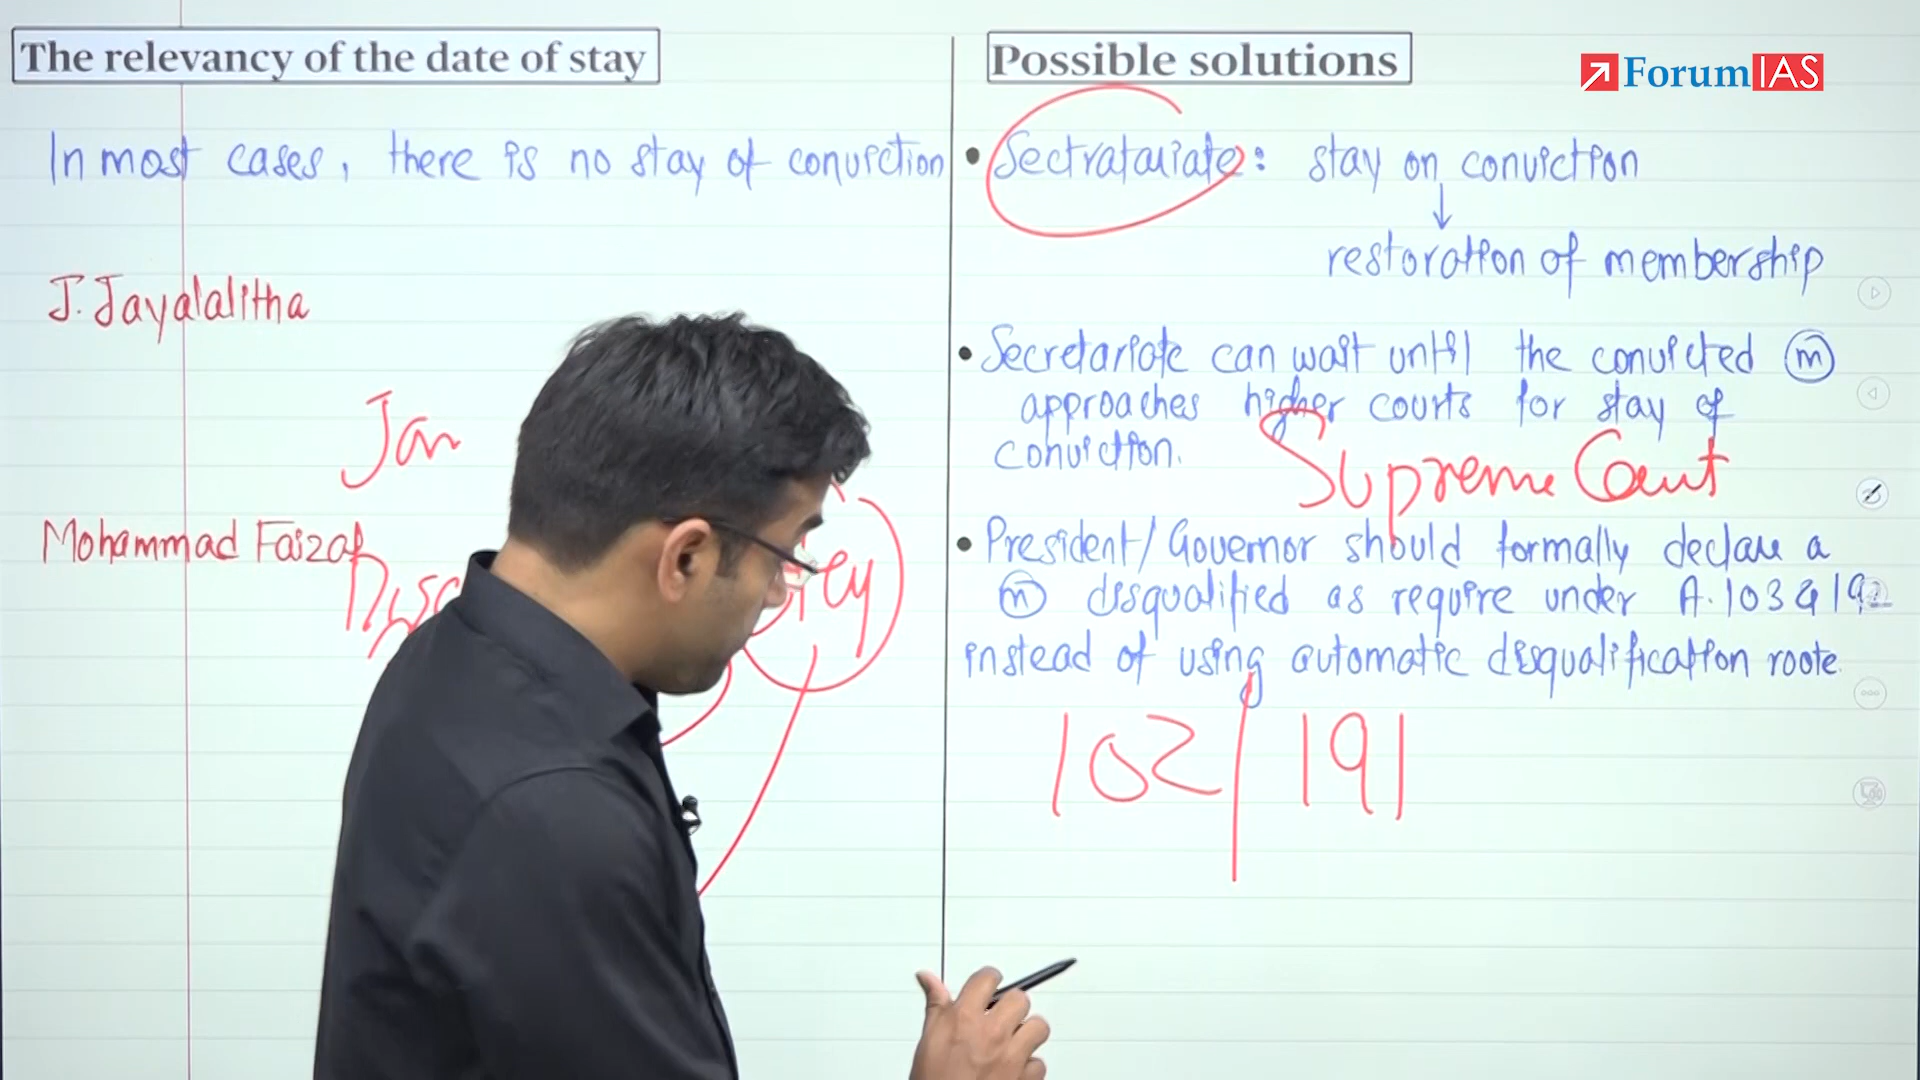 The relevancy of the date of stay
In most cases, there is no stay of conviction
J. Jayalalitha
Jan
Mohammad Faizal
Possible solutions
ForumIAS
• Sectratariate: stay on conviction
restoration of membership
• Secretariate can wait until the convicted m
approaches higher courts for stay of
conviction.
Supreme Court
• President/Governor should formally declare a
m disqualified as require under A.103 & 192
instead of using automatic disqualification roote.
102/191